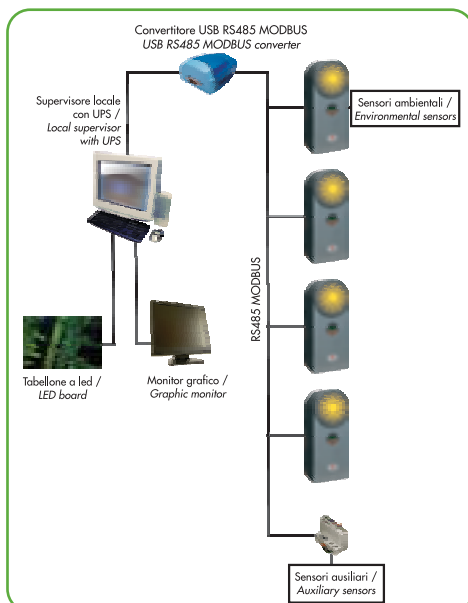 Convertitore USB RS485 MODBUS
USB RS485 MODBUS converter
Supervisore locale
con UPS /
Local supervisor
with UPS
Sensori ambientali /
Environmental sensors
RS485 MODBUS
Tabellone a led /
LED board
Monitor grafico /
Graphic monitor
Sensori ausiliari /
Auxiliary sensors